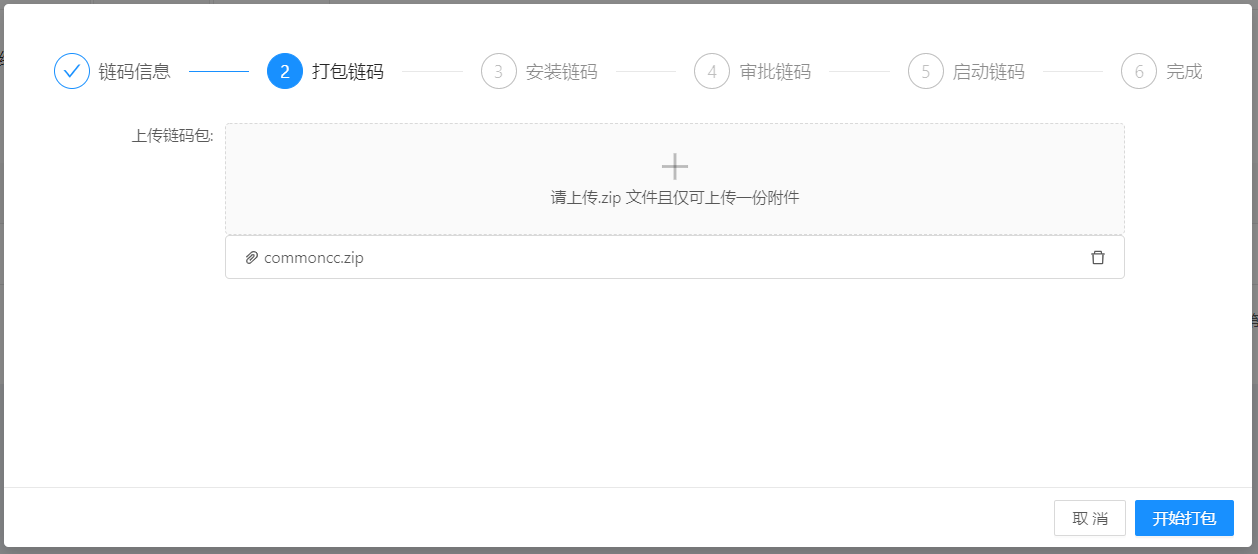 链码信息
2 打包链码
3 安装链码
4 审批链码
5 启动链码
6 完成
上传链码包:
请上传.zip 文件且仅可上传一份附件
commoncc.zip
取 消
开始打包